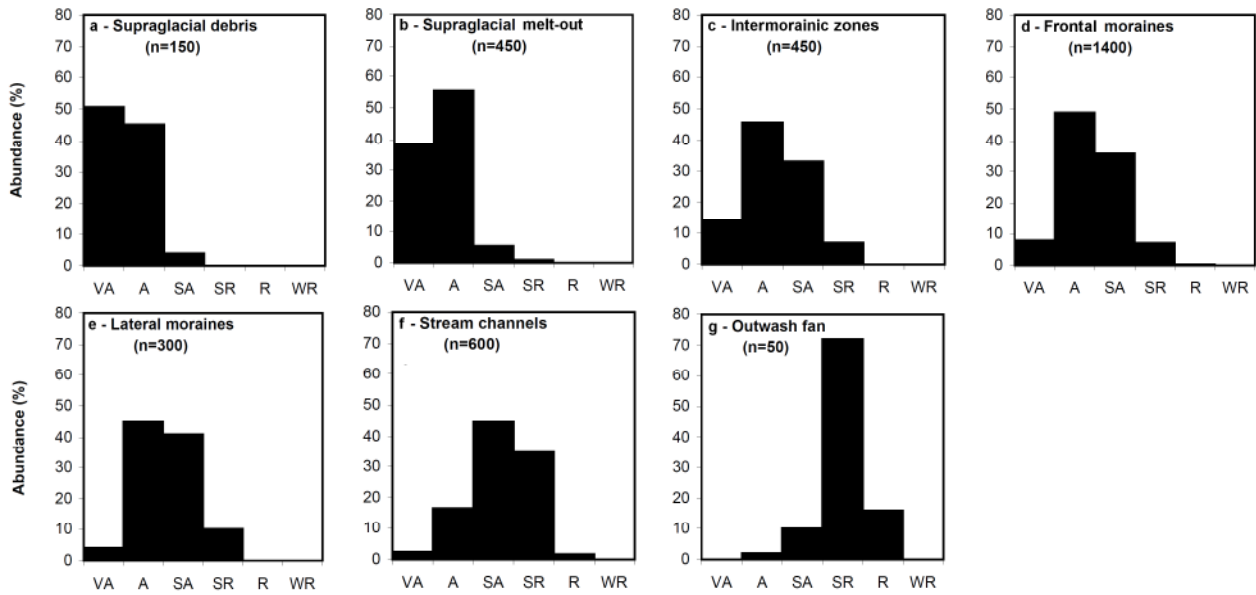 a - Supraglacial debris
(n=150)
Abundance (%)
80
70
60
50
40
30
20
10
0
VA A SA SR R WR
b - Supraglacial melt-out
(n=450)
80
70
60
50
40
30
20
10
0
VA A SA SR R WR
c - Intermorainic zones
(n=450)
80
70
60
50
40
30
20
10
0
VA A SA SR R WR
d - Frontal moraines
(n=1400)
80
70
60
50
40
30
20
10
0
VA A SA SR R WR
e - Lateral moraines
(n=300)
Abundance (%)
80
70
60
50
40
30
20
10
0
VA A SA SR R WR
f - Stream channels
(n=600)
80
70
60
50
40
30
20
10
0
VA A SA SR R WR
g - Outwash fan
(n=50)
80
70
60
50
40
30
20
10
0
VA A SA SR R WR